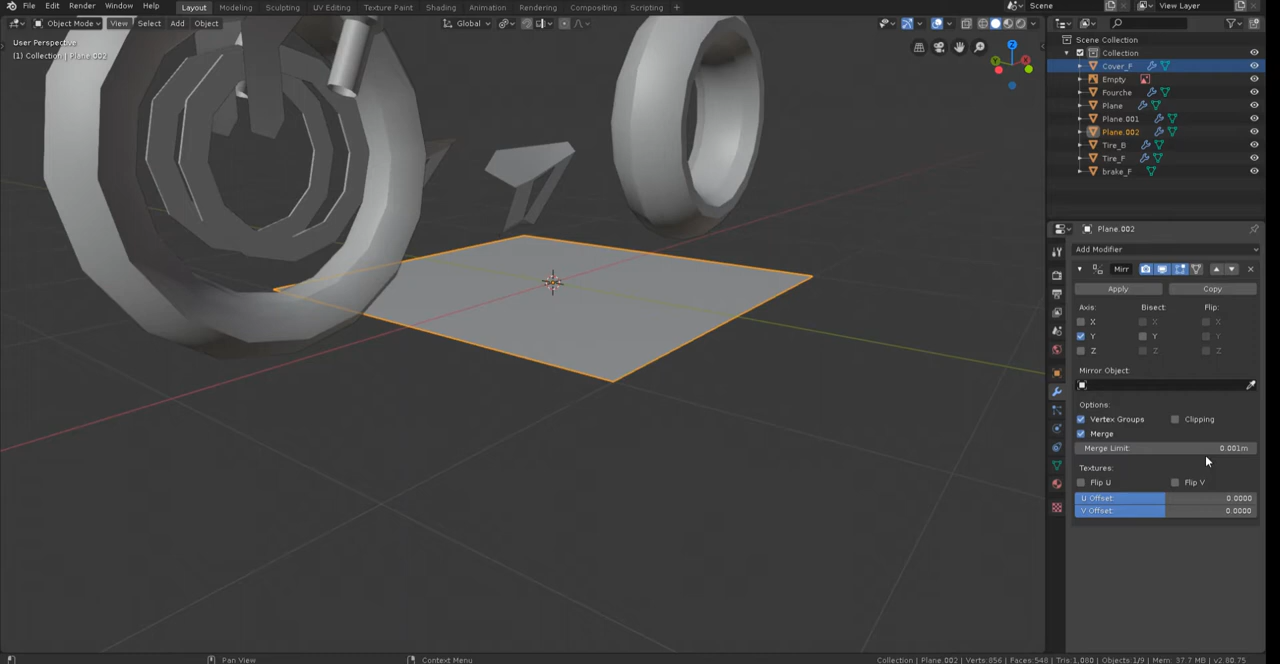 File Edit Render Window Help Layout Modeling Sculpting UV Editing Texture Paint Shading Animation Rendering Compositing Scripting + Scene View Layer
Object Mode View Select Add Object Global
User Perspective
(1) Collection | Plane.002
Z
Y
X
Scene Collection
Collection
Cover_F
Empty
Fourche
Plane
Plane.001
Plane.002
Tire_B
Tire_F
brake_F
Plane.002
Add Modifier
Mirr
Apply Copy
Axis: Bisect: Flip:
X X X
Y Y Y
Z Z Z
Mirror Object:
Options:
Vertex Groups Clipping
Merge
Merge Limit: 0.001m
Textures:
Flip U Flip V
U Offset: 0.0000
V Offset: 0.0000
Pan View Context Menu Collection | Plane.002 | Verts:856 | Faces:548 | Tris:1,080 | Objects:1/9 | Mem: 37.7 MB | v2.80.75